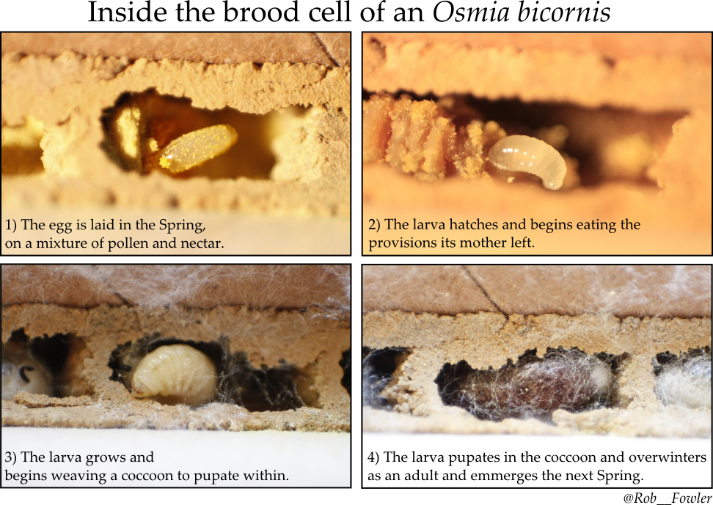 Inside the brood cell of an Osmia bicornis
1) The egg is laid in the Spring,
on a mixture of pollen and nectar.
2) The larva hatches and begins eating the
provisions its mother left.
3) The larva grows and
begins weaving a coccoon to pupate within.
4) The larva pupates in the coccoon and overwinters
as an adult and emmerges the next Spring.
@Rob__Fowler